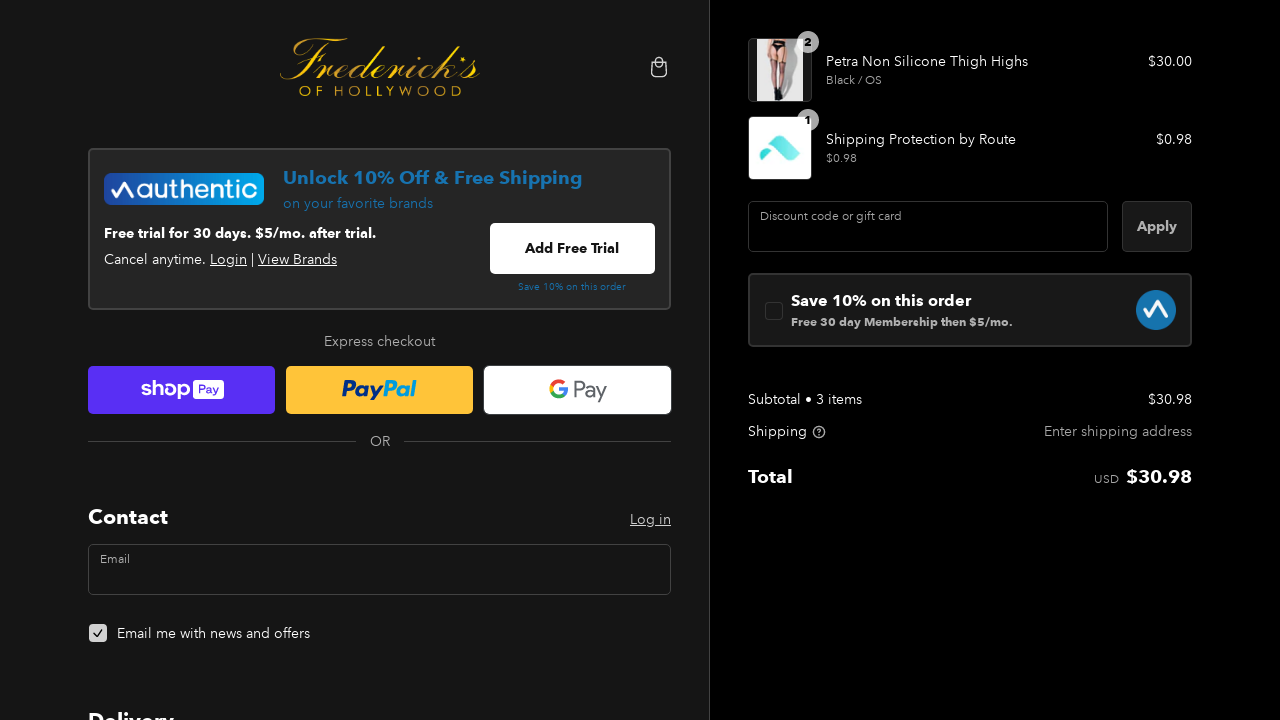 Frederick's
OF HOLLYWOOD
authentic
Unlock 10% Off & Free Shipping
on your favorite brands
Free trial for 30 days. $5/mo. after trial.
Cancel anytime. Login | View Brands
Add Free Trial
Save 10% on this order
Express checkout
shop Pay
PayPal
G Pay
OR
Contact
Log in
Email
Email me with news and offers
Delivery
2
Petra Non Silicone Thigh Highs
$30.00
Black / OS
1
Shipping Protection by Route
$0.98
$0.98
Discount code or gift card
Apply
Save 10% on this order
Free 30 day Membership then $5/mo.
Subtotal • 3 items
$30.98
Shipping
Enter shipping address
Total
USD $30.98